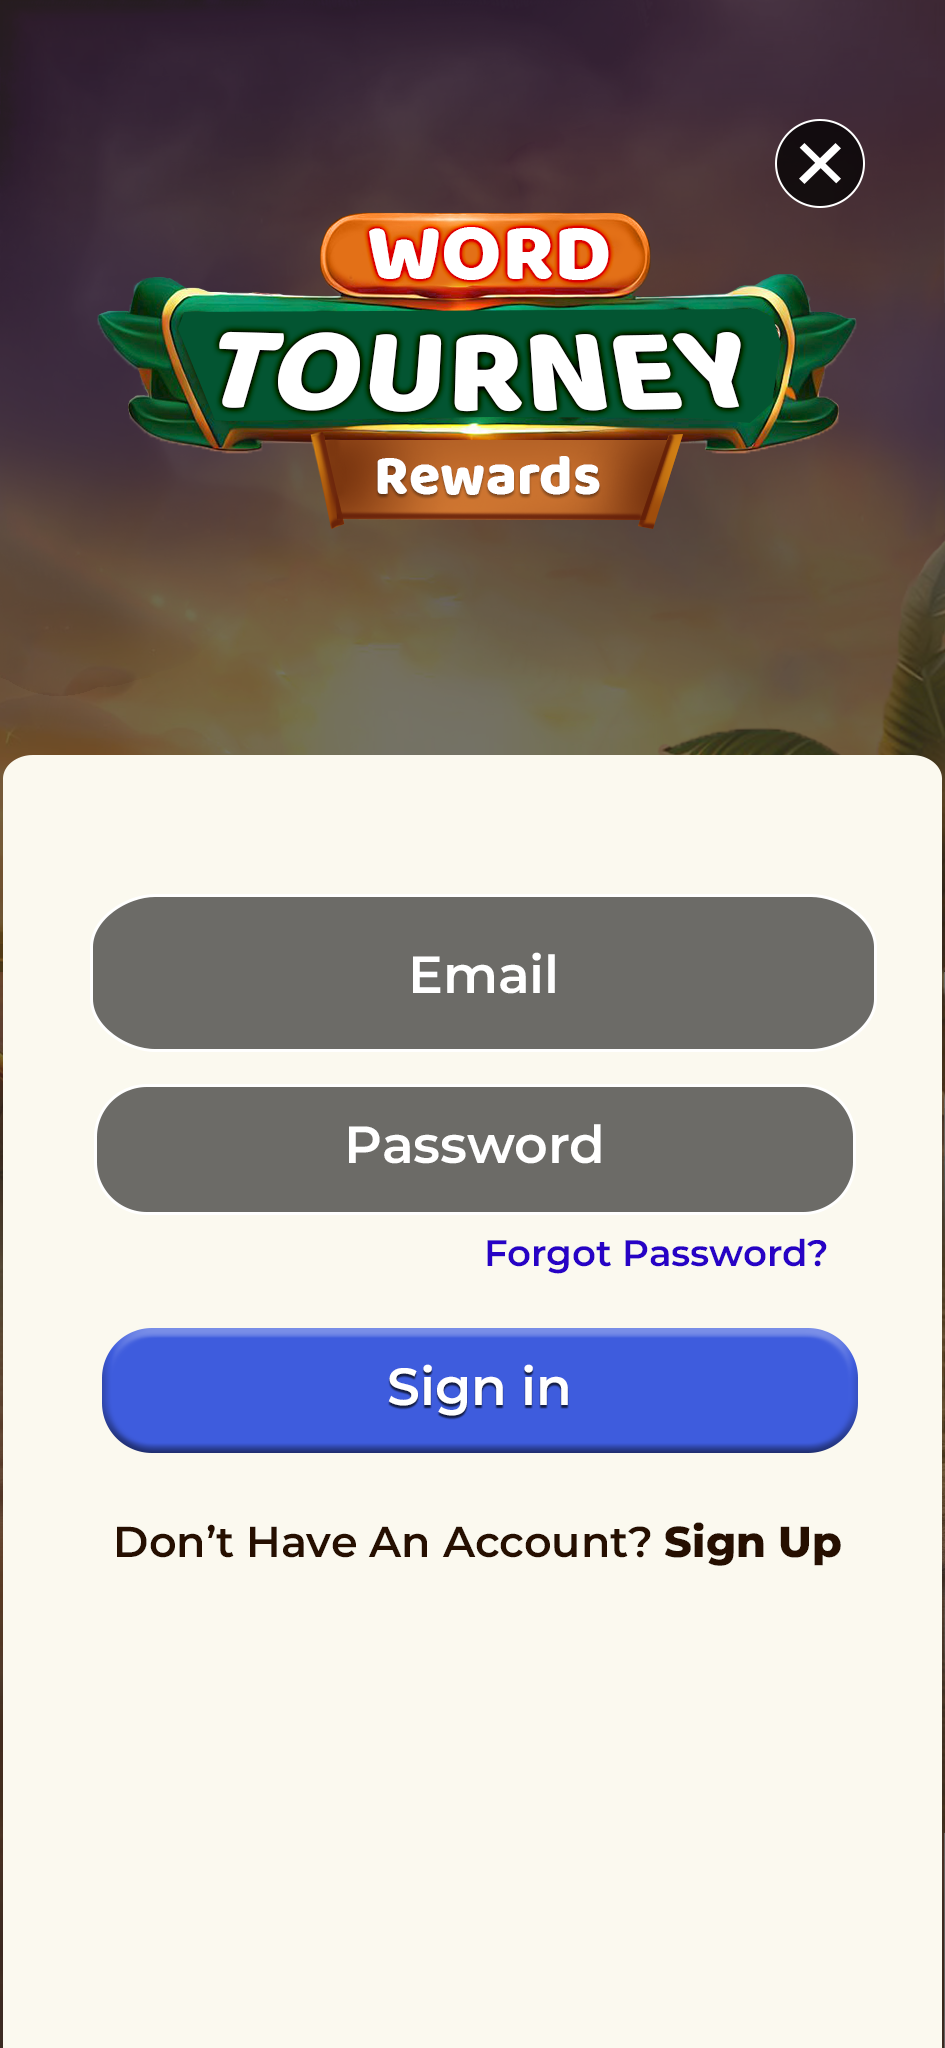 WORD
TOURNEY
Rewards
Email
Password
Forgot Password?
Sign in
Don’t Have An Account? Sign Up